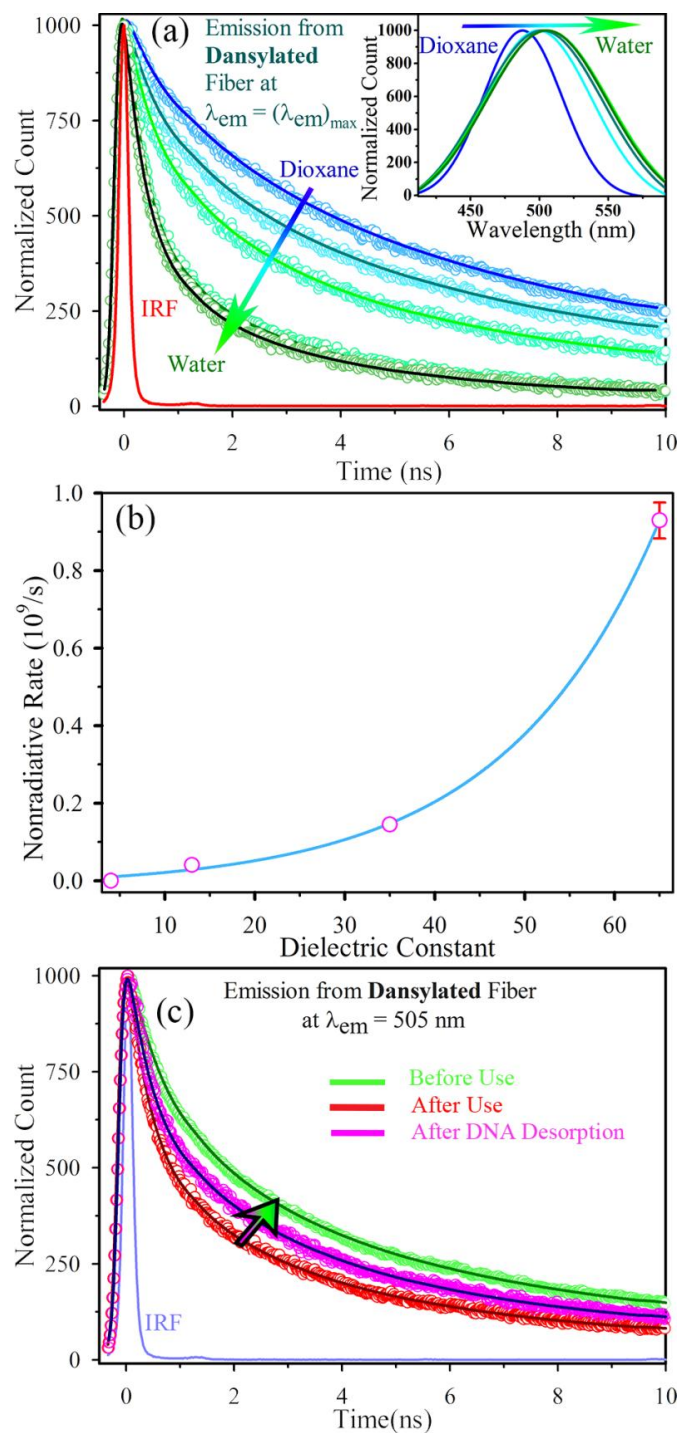 (a)
Emission from
Dansylated
Fiber at
λem = (λem)max
Dioxane
IRF
Water
Normalized Count
1000
750
500
250
0
0
2
4
6
8
10
Time (ns)
Dioxane
Water
Normalized Count
1000
800
600
400
200
0
450
500
550
Wavelength (nm)
(b)
Nonradiative Rate (10⁹/s)
1.0
0.8
0.6
0.4
0.2
0.0
10
20
30
40
50
60
Dielectric Constant
(c)
Emission from Dansylated Fiber
at λem = 505 nm
Before Use
After Use
After DNA Desorption
IRF
Normalized Count
1000
750
500
250
0
0
2
4
6
8
10
Time(ns)